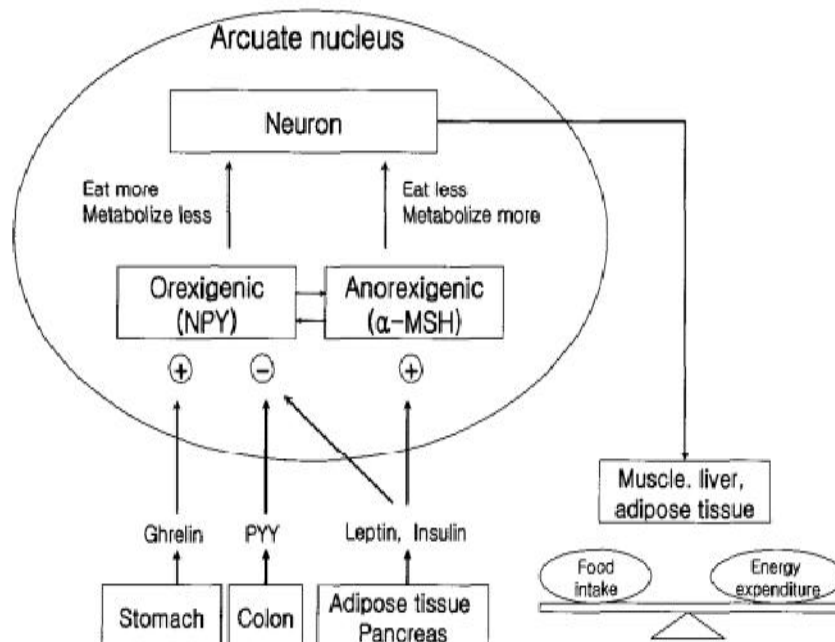 Arcuate nucleus
Neuron
Eat more
Metabolize less
Eat less
Metabolize more
Orexigenic
(NPY)
Anorexigenic
(α-MSH)
+
−
+
Muscle. liver,
adipose tissue
Ghrelin
PYY
Leptin, Insulin
Food
intake
Energy
expenditure
Stomach
Colon
Adipose tissue
Pancreas